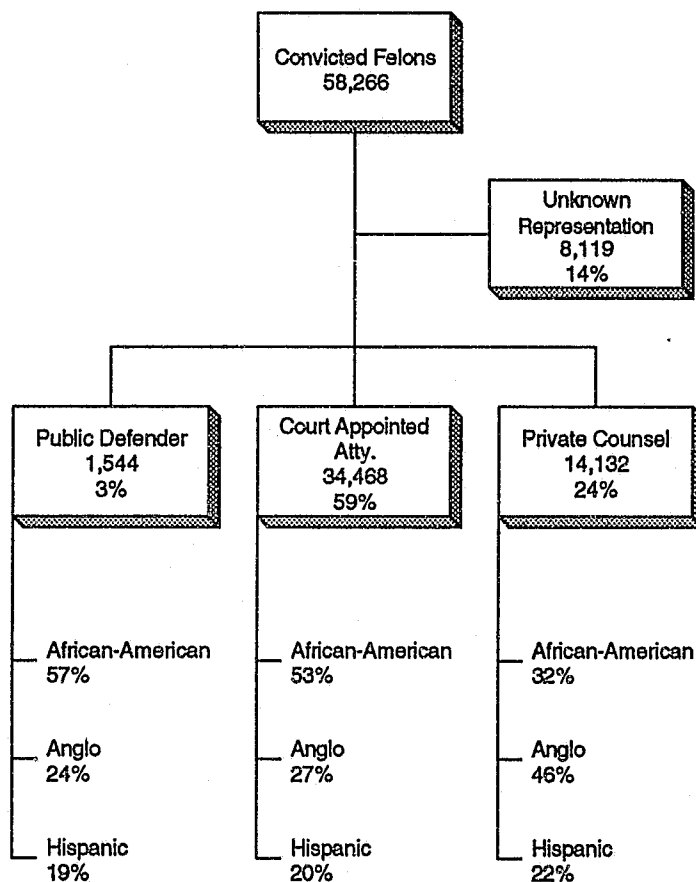 Convicted Felons
58,266
Unknown
Representation
8,119
14%
Public Defender
1,544
3%
Court Appointed
Atty.
34,468
59%
Private Counsel
14,132
24%
African-American
57%
Anglo
24%
Hispanic
19%
African-American
53%
Anglo
27%
Hispanic
20%
African-American
32%
Anglo
46%
Hispanic
22%